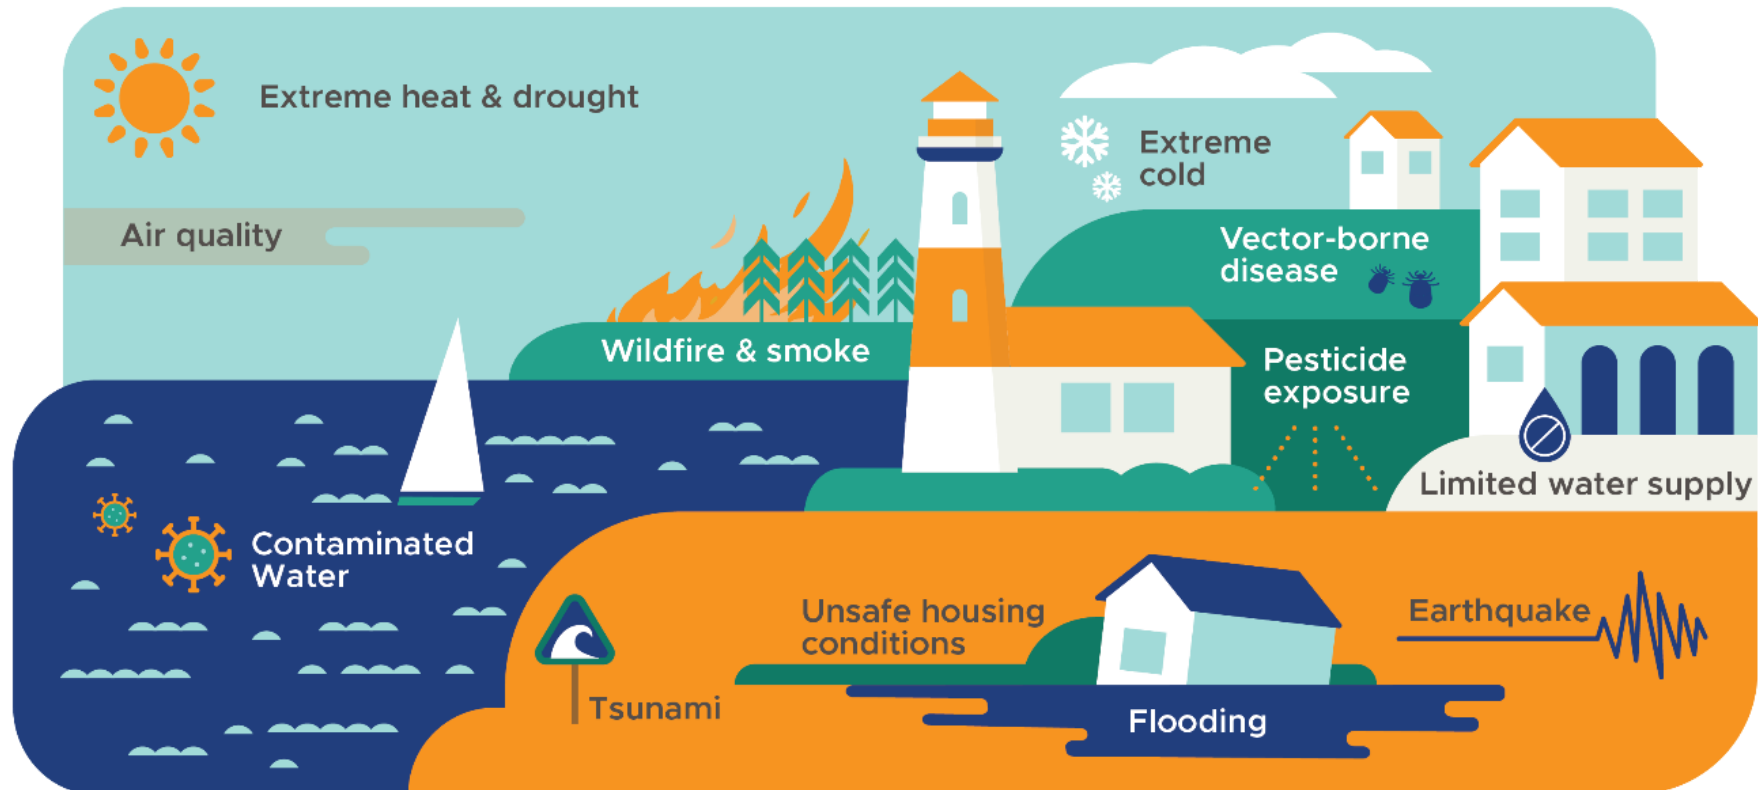 Extreme heat & drought
Extreme
cold
Air quality
Vector-borne
disease
Wildfire & smoke
Pesticide
exposure
Limited water supply
Contaminated
Water
Unsafe housing
conditions
Earthquake
Tsunami
Flooding